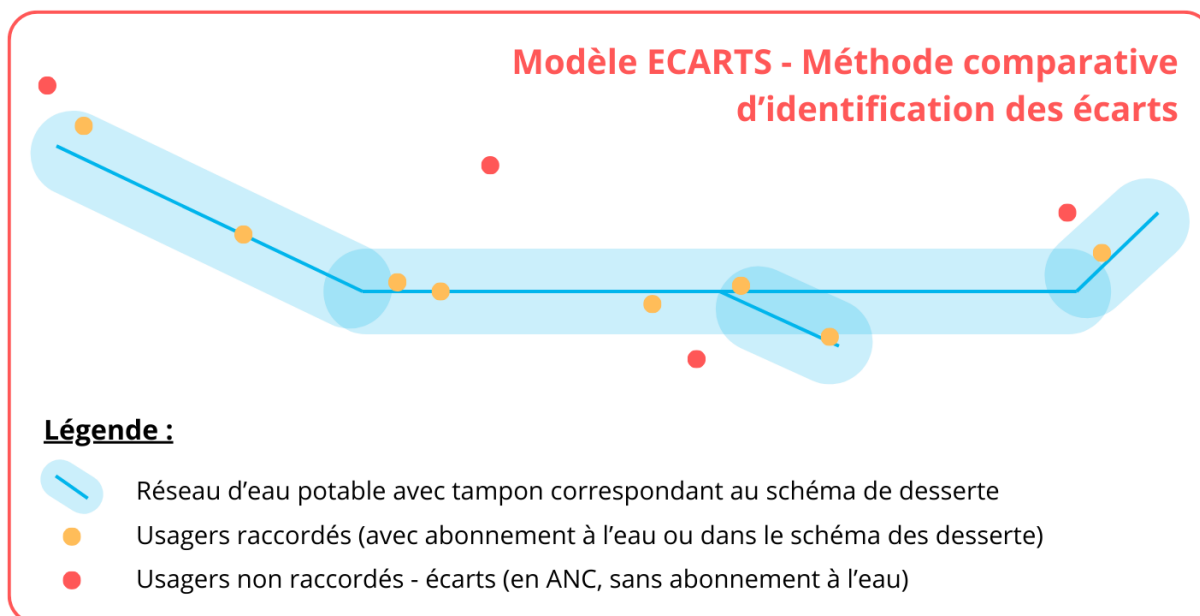 Modèle ECARTS - Méthode comparative
d’identification des écarts
Légende :
Réseau d’eau potable avec tampon correspondant au schéma de desserte
Usagers raccordés (avec abonnement à l’eau ou dans le schéma des desserte)
Usagers non raccordés - écarts (en ANC, sans abonnement à l’eau)